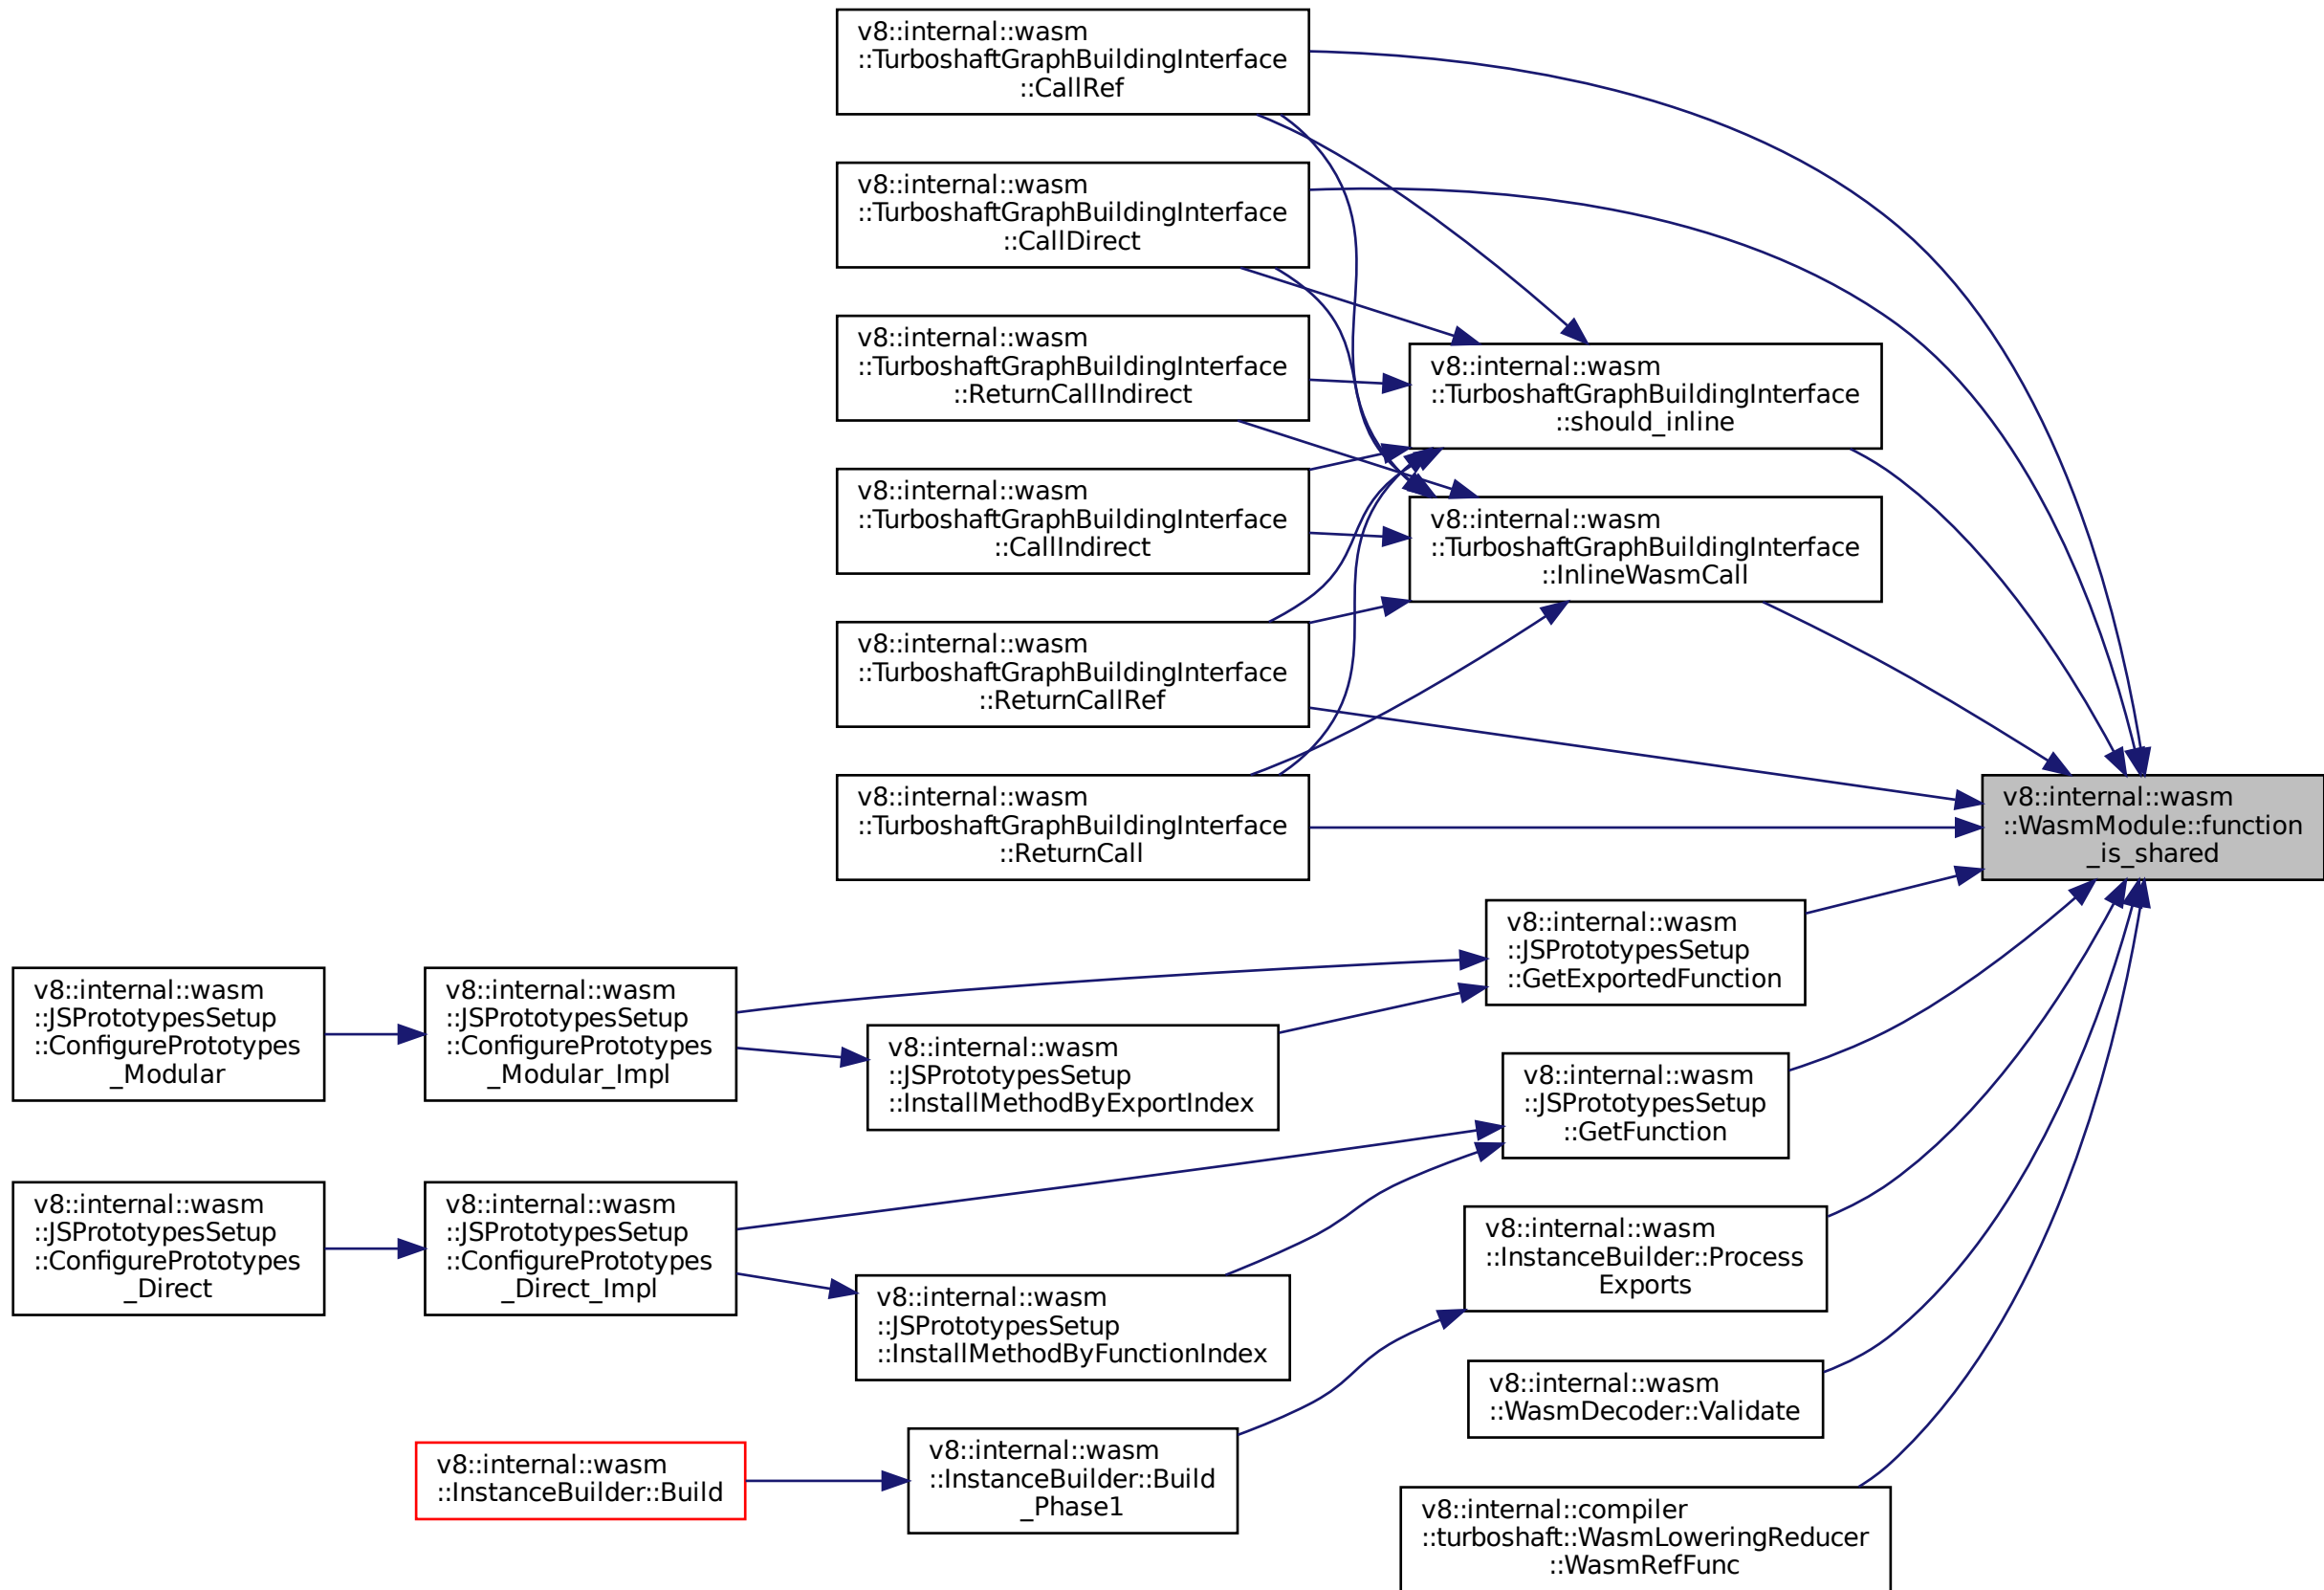 v8::internal::wasm
::TurboshaftGraphBuildingInterface
::CallRef
v8::internal::wasm
::TurboshaftGraphBuildingInterface
::CallDirect
v8::internal::wasm
::TurboshaftGraphBuildingInterface
::ReturnCallIndirect
v8::internal::wasm
::TurboshaftGraphBuildingInterface
::should_inline
v8::internal::wasm
::TurboshaftGraphBuildingInterface
::CallIndirect
v8::internal::wasm
::TurboshaftGraphBuildingInterface
::InlineWasmCall
v8::internal::wasm
::TurboshaftGraphBuildingInterface
::ReturnCallRef
v8::internal::wasm
::TurboshaftGraphBuildingInterface
::ReturnCall
v8::internal::wasm
::WasmModule::function
_is_shared
v8::internal::wasm
::JSPrototypesSetup
::GetExportedFunction
v8::internal::wasm
::JSPrototypesSetup
::ConfigurePrototypes
_Modular
v8::internal::wasm
::JSPrototypesSetup
::ConfigurePrototypes
_Modular_Impl
v8::internal::wasm
::JSPrototypesSetup
::InstallMethodByExportIndex
v8::internal::wasm
::JSPrototypesSetup
::GetFunction
v8::internal::wasm
::JSPrototypesSetup
::ConfigurePrototypes
_Direct
v8::internal::wasm
::JSPrototypesSetup
::ConfigurePrototypes
_Direct_Impl
v8::internal::wasm
::JSPrototypesSetup
::InstallMethodByFunctionIndex
v8::internal::wasm
::InstanceBuilder::Process
Exports
v8::internal::wasm
::WasmDecoder::Validate
v8::internal::wasm
::InstanceBuilder::Build
v8::internal::wasm
::InstanceBuilder::Build
_Phase1
v8::internal::compiler
::turboshaft::WasmLoweringReducer
::WasmRefFunc